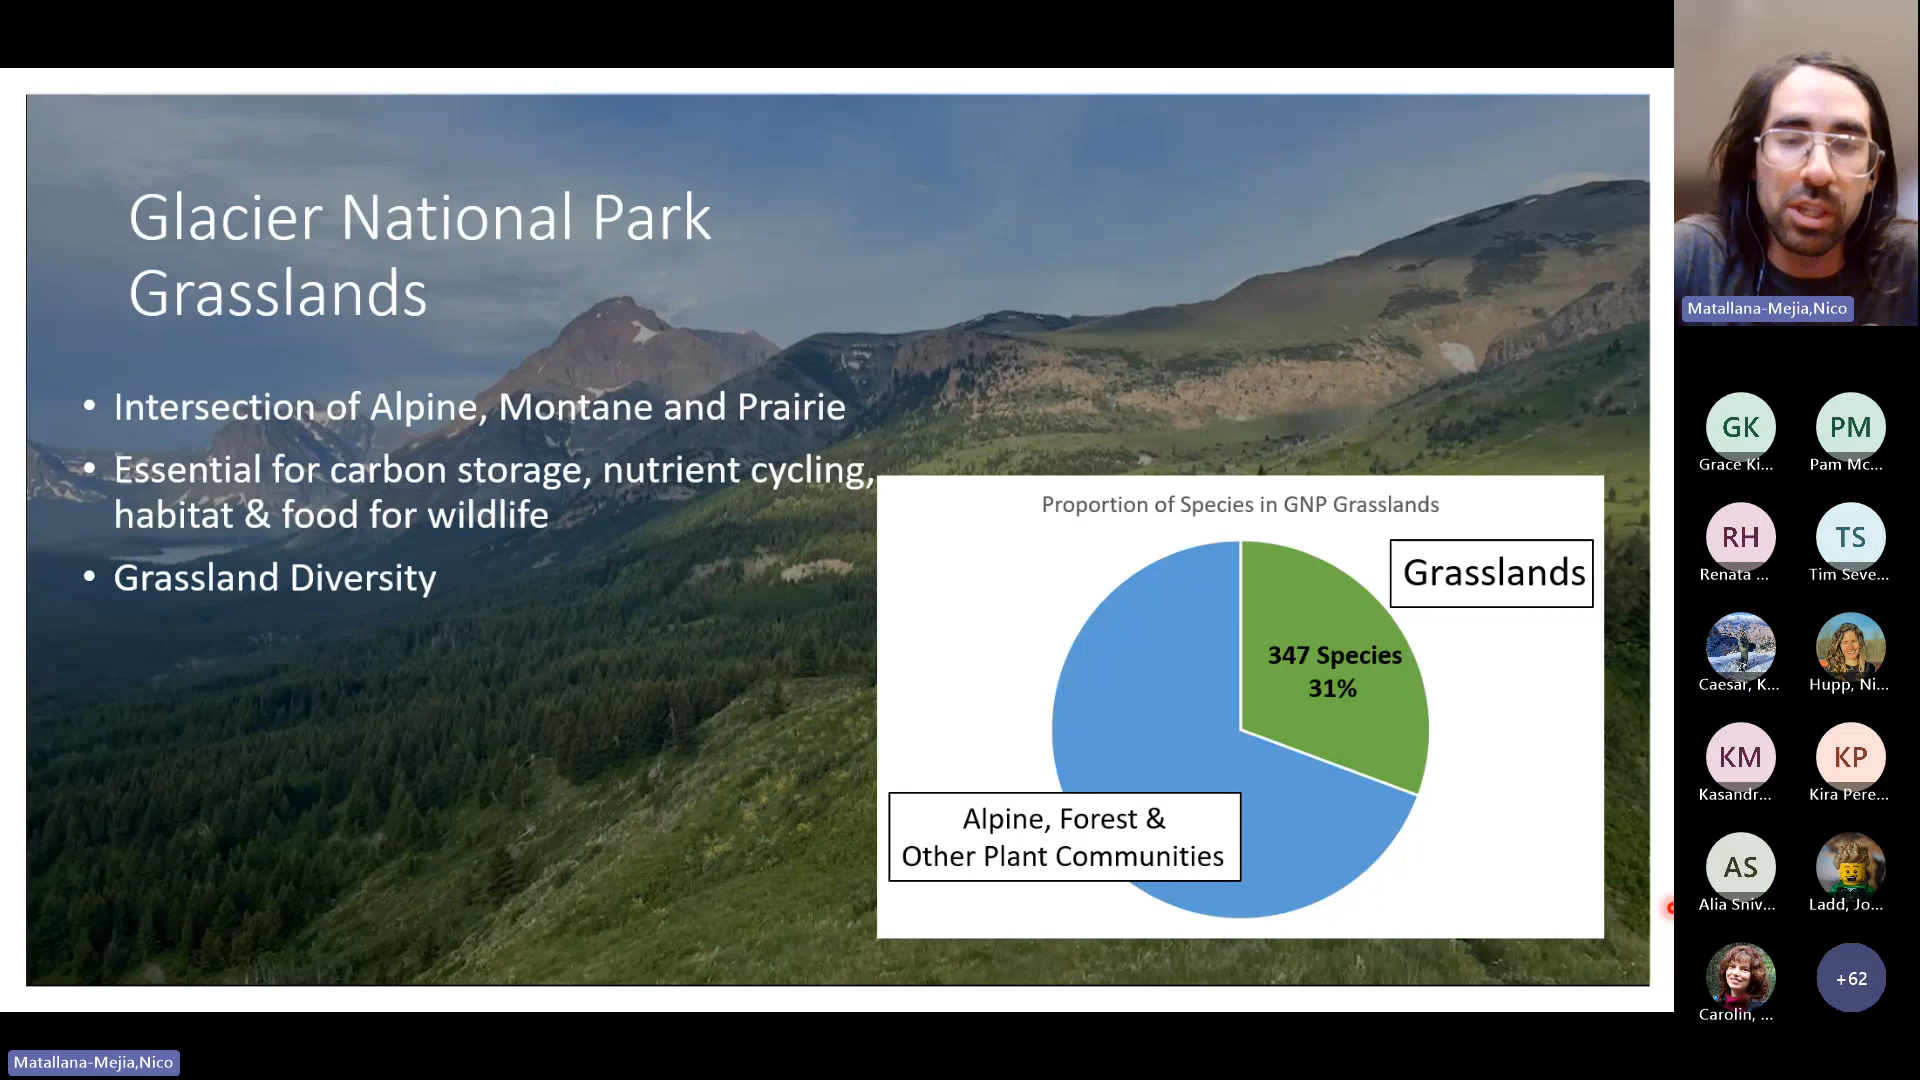 Glacier National Park
Grasslands
• Intersection of Alpine, Montane and Prairie
• Essential for carbon storage, nutrient cycling,
habitat & food for wildlife
• Grassland Diversity
Proportion of Species in GNP Grasslands
Grasslands
347 Species
31%
Alpine, Forest &
Other Plant Communities
Matallana-Mejia,Nico
GK
Grace Ki...
PM
Pam Mc...
RH
Renata ...
TS
Tim Seve...
Caesar, K...
Hupp, Ni...
KM
Kasandr...
KP
Kira Pere...
AS
Alia Sniv...
Ladd, Jo...
Carolin, ...
+62
Matallana-Mejia,Nico